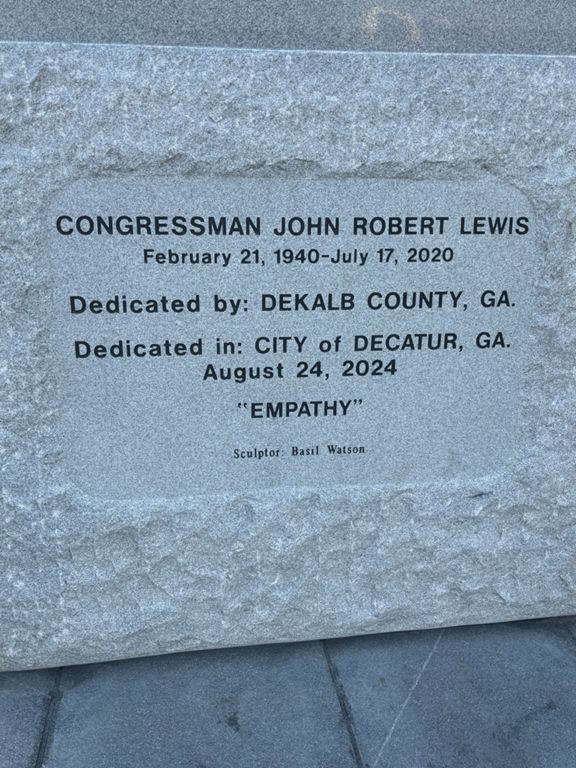 CONGRESSMAN JOHN ROBERT LEWIS
February 21, 1940-July 17, 2020
Dedicated by: DEKALB COUNTY, GA.
Dedicated in: CITY of DECATUR, GA.
August 24, 2024
“EMPATHY”
Sculptor: Basil Watson